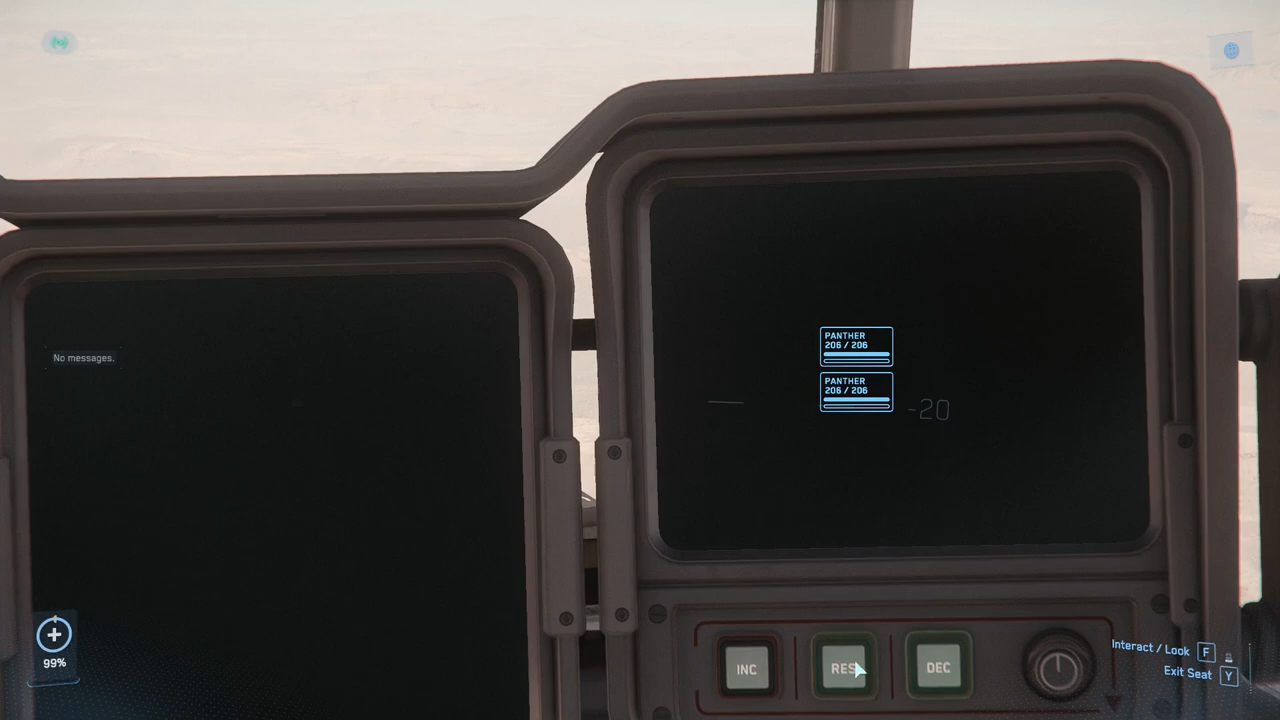 No messages.
PANTHER
206 / 206
PANTHER
206 / 206
-20
99%
INC
RES
DEC
Interact / Look F
Exit Seat Y